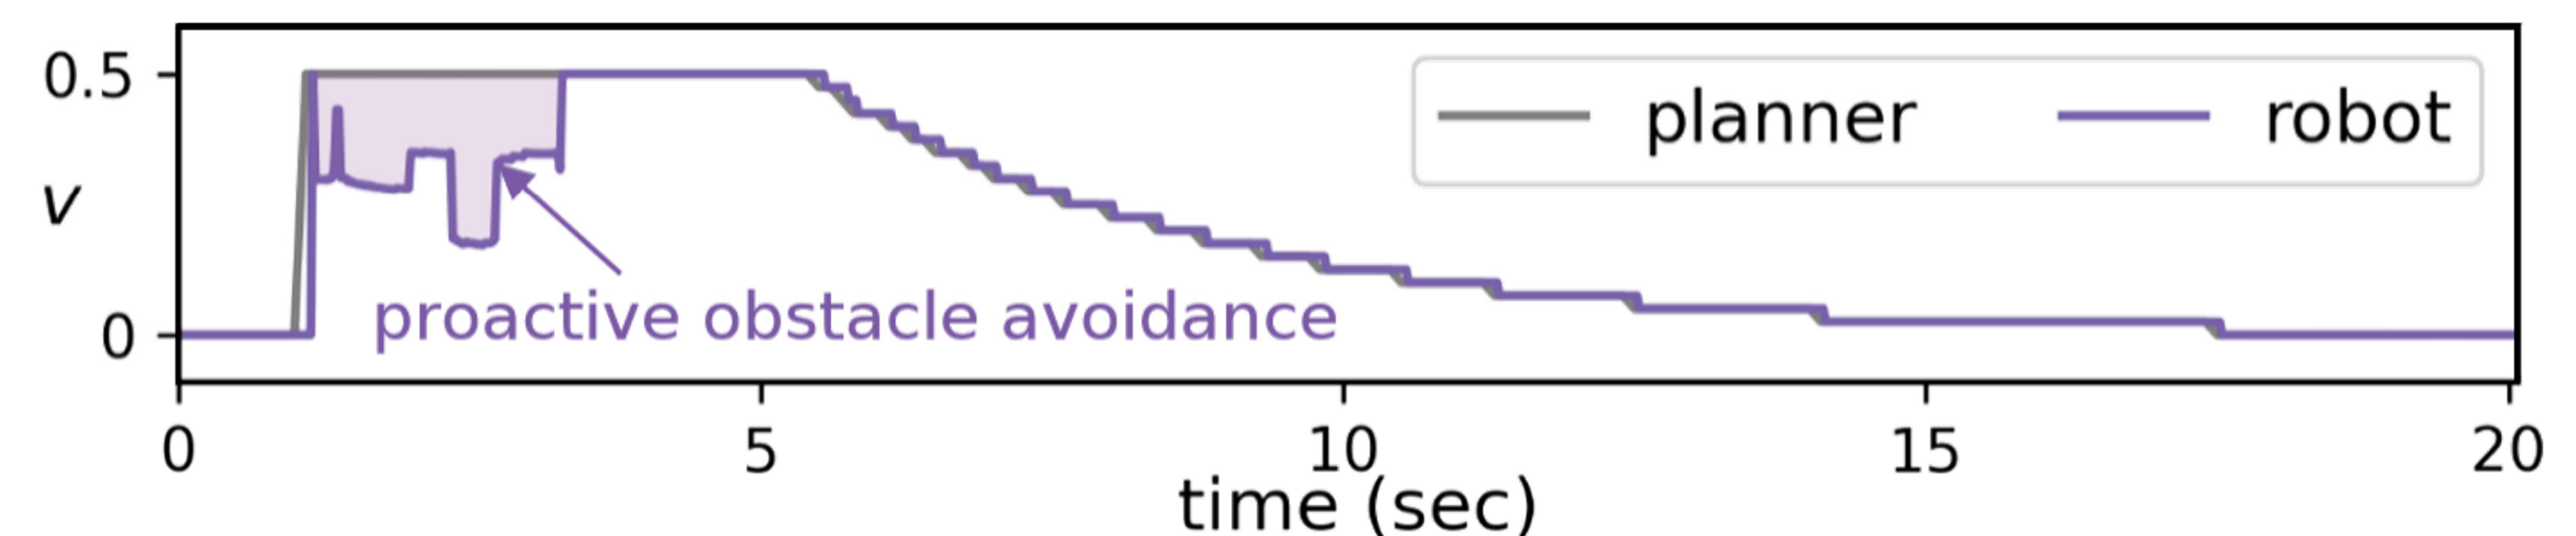 0.5
planner robot
v
proactive obstacle avoidance
0
0 5 10 15 20
time (sec)